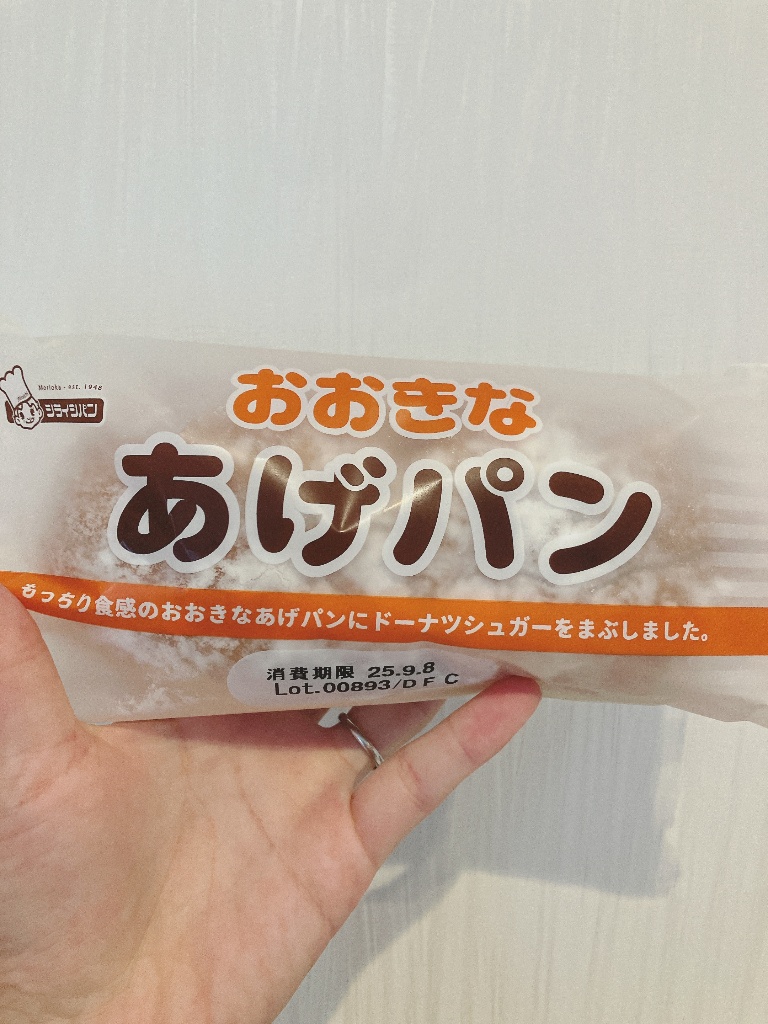 Morioka - est. 1948
シライシパン
おおきな
あげパン
もっちり食感のおおきなあげパンにドーナツシュガーをまぶしました。
消費期限 25.9.8
Lot.00893/DFC